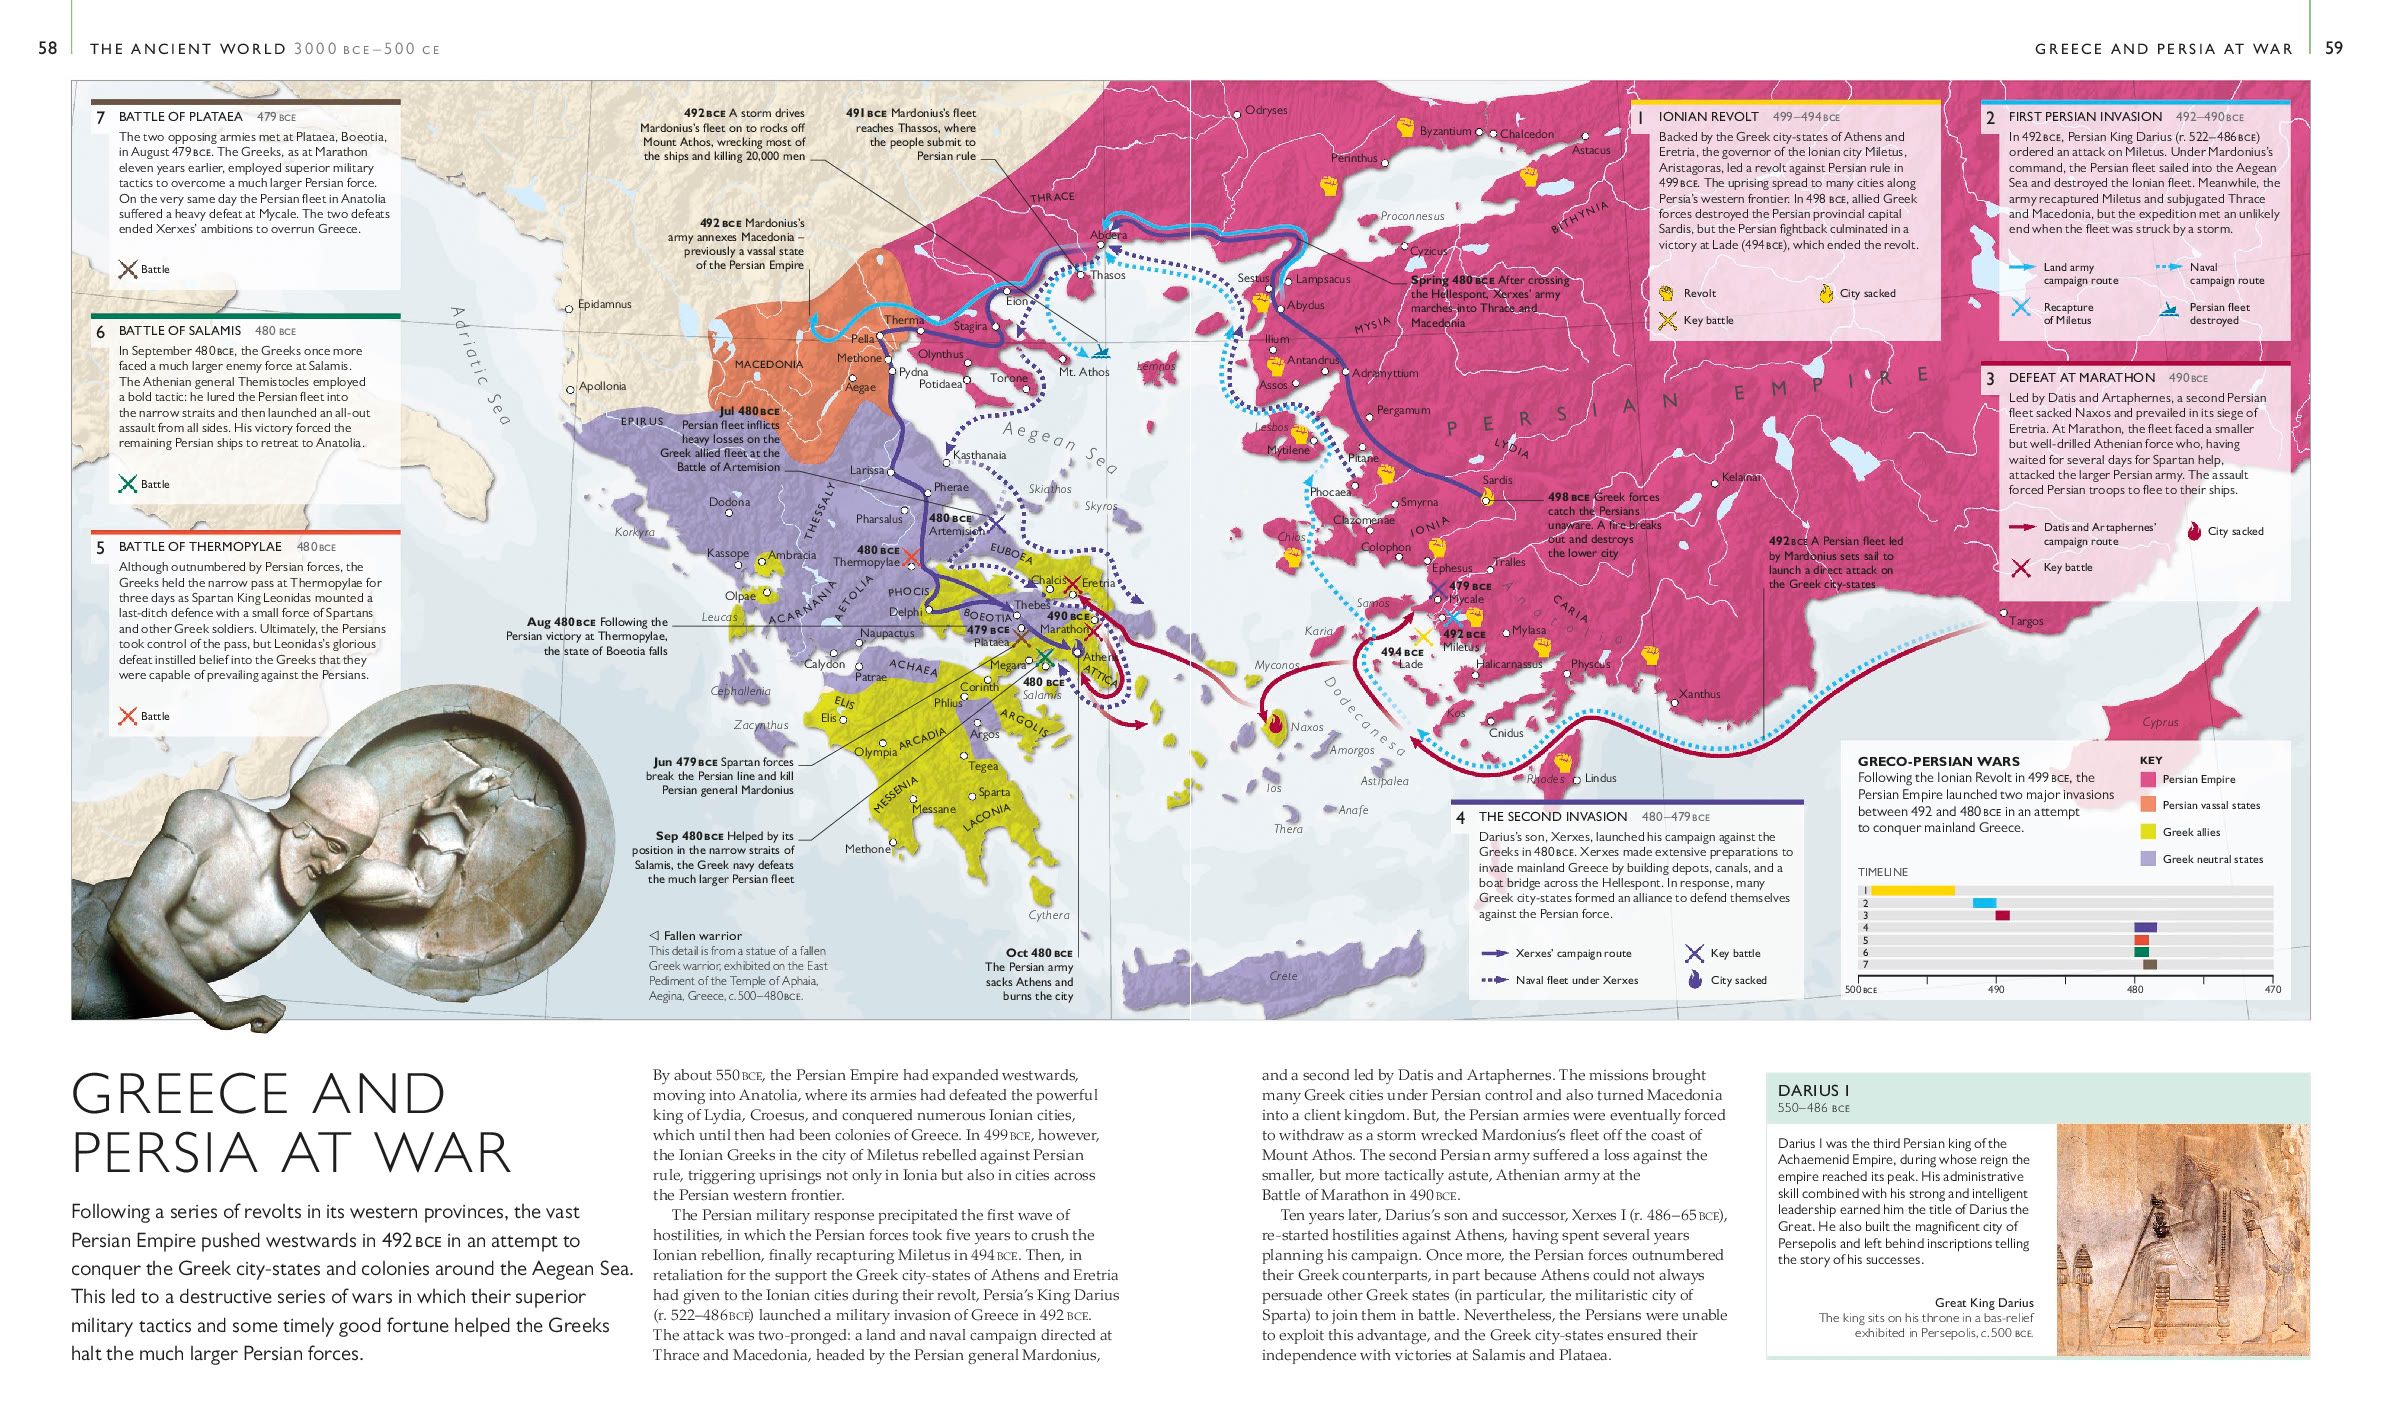 58 THE ANCIENT WORLD 3000 BCE–500 CE
GREECE AND PERSIA AT WAR 59
7 BATTLE OF PLATAEA 479 BCE
The two opposing armies met at Plataea, Boeotia,
in August 479 BCE. The Greeks, as at Marathon
eleven years earlier, employed superior military
tactics to overcome a much larger Persian force.
On the very same day the Persian fleet in Anatolia
suffered a heavy defeat at Mycale. The two defeats
ended Xerxes' ambitions to overrun Greece.
Battle
6 BATTLE OF SALAMIS 480 BCE
In September 480 BCE, the Greeks once more
faced a much larger enemy force at Salamis.
The Athenian general Themistocles employed
a bold tactic: he lured the Persian fleet into
the narrow straits and then launched an all-out
assault from all sides. His victory forced the
remaining Persian ships to retreat to Anatolia.
Battle
5 BATTLE OF THERMOPYLAE 480 BCE
Although outnumbered by Persian forces, the
Greeks held the narrow pass at Thermopylae for
three days as Spartan King Leonidas mounted a
last-ditch defence with a small force of Spartans
and other Greek soldiers. Ultimately, the Persians
took control of the pass, but Leonidas's glorious
defeat instilled belief into the Greeks that they
were capable of prevailing against the Persians.
Battle
492 BCE A storm drives
Mardonius's fleet on to rocks off
Mount Athos, wrecking most of
the ships and killing 20,000 men
491 BCE Mardonius's fleet
reaches Thassos, where
the people submit to
Persian rule
492 BCE Mardonius's
army annexes Macedonia –
previously a vassal state
of the Persian Empire
Jul 480 BCE
Persian fleet inflicts
heavy losses on the
Greek allied fleet at the
Battle of Artemision
Aug 480 BCE Following the
Persian victory at Thermopylae,
the state of Boeotia falls
Jun 479 BCE Spartan forces
break the Persian line and kill
Persian general Mardonius
Sep 480 BCE Helped by its
position in the narrow straits of
Salamis, the Greek navy defeats
the much larger Persian fleet
Oct 480 BCE
The Persian army
sacks Athens and
burns the city
◁ Fallen warrior
This detail is from a statue of a fallen
Greek warrior, exhibited on the East
Pediment of the Temple of Aphaia,
Aegina, Greece, c.500–480 BCE.
Adriatic Sea
Epidamnus
Apollonia
EPIRUS
MACEDONIA
THRACE
Abdera
Thasos
Eion
Therma
Stagira
Pella
Methone
Olynthus
Pydna
Potidaea
Torone
Aegae
Mt. Athos
Lemnos
Aegean Sea
Kasthanaia
Larissa
Pherae
Skiathos
Skyros
Dodona
THESSALY
Pharsalus
Korkyra
480 BCE
Artemision
480 BCE
Thermopylae
EUBOEA
Kassope
Ambracia
Olpae
Leucas
ACARNANIA
AETOLIA
PHOCIS
Delphi
Chalcis
Eretria
Thebes
BOEOTIA
490 BCE
Marathon
479 BCE
Plataea
Naupactus
Calydon
Patrae
ACHAEA
Megara
Athens
ATTICA
480 BCE
Salamis
Corinth
Phlius
Cephallenia
Zacynthus
ELIS
Elis
ARGOLIS
Argos
ARCADIA
Olympia
Tegea
MESSENIA
Messane
Sparta
LACONIA
Methone
Cythera
Crete
Odryses
Byzantium
Chalcedon
Astacus
Perinthus
Proconnesus
BITHYNIA
Cyzicus
Sestus
Lampsacus
Abydus
MYSIA
Spring 480 BCE After crossing
the Hellespont, Xerxes' army
marches into Thrace and
Macedonia
Ilium
Antandrus
Assos
Adramyttium
PERSIAN EMPIRE
Pergamum
Lesbos
Mytilene
LYDIA
Pitane
Phocaea
Sardis
Kelainai
Smyrna
498 BCE Greek forces
catch the Persians
unaware. A fire breaks
out and destroys
the lower city
Clazomenae
IONIA
Chios
Colophon
Ephesus
Tralles
Anatolia
492 BCE A Persian fleet led
by Mardonius sets sail to
launch a direct attack on
the Greek city-states
479 BCE
Mycale
Samos
CARIA
Karia
492 BCE
Miletus
Mylasa
494 BCE
Lade
Halicarnassus
Physcus
Myconos
Dodecanesa
Xanthus
Targos
Cyprus
Kos
Cnidus
Naxos
Amorgos
Astipalea
Ios
Anafe
Thera
Rhodes
Lindus
1 IONIAN REVOLT 499–494 BCE
Backed by the Greek city-states of Athens and
Eretria, the governor of the Ionian city Miletus,
Aristagoras, led a revolt against Persian rule in
499 BCE. The uprising spread to many cities along
Persia's western frontier. In 498 BCE, allied Greek
forces destroyed the Persian provincial capital
Sardis, but the Persian fightback culminated in a
victory at Lade (494 BCE), which ended the revolt.
Revolt
City sacked
Key battle
2 FIRST PERSIAN INVASION 492–490 BCE
In 492 BCE, Persian King Darius (r. 522–486 BCE)
ordered an attack on Miletus. Under Mardonius's
command, the Persian fleet sailed into the Aegean
Sea and destroyed the Ionian fleet. Meanwhile, the
army recaptured Miletus and subjugated Thrace
and Macedonia, but the expedition met an unlikely
end when the fleet was struck by a storm.
Land army
campaign route
Naval
campaign route
Recapture
of Miletus
Persian fleet
destroyed
3 DEFEAT AT MARATHON 490 BCE
Led by Datis and Artaphernes, a second Persian
fleet sacked Naxos and prevailed in its siege of
Eretria. At Marathon, the fleet faced a smaller
but well-drilled Athenian force who, having
waited for several days for Spartan help,
attacked the larger Persian army. The assault
forced Persian troops to flee to their ships.
Datis and Artaphernes'
campaign route
City sacked
Key battle
4 THE SECOND INVASION 480–479 BCE
Darius's son, Xerxes, launched his campaign against the
Greeks in 480 BCE. Xerxes made extensive preparations to
invade mainland Greece by building depots, canals, and a
boat bridge across the Hellespont. In response, many
Greek city-states formed an alliance to defend themselves
against the Persian force.
Xerxes' campaign route
Key battle
Naval fleet under Xerxes
City sacked
GRECO-PERSIAN WARS
Following the Ionian Revolt in 499 BCE, the
Persian Empire launched two major invasions
between 492 and 480 BCE in an attempt
to conquer mainland Greece.
KEY
Persian Empire
Persian vassal states
Greek allies
Greek neutral states
TIMELINE
1
2
3
4
5
6
7
500 BCE 490 480 470
GREECE AND
PERSIA AT WAR
Following a series of revolts in its western provinces, the vast
Persian Empire pushed westwards in 492 BCE in an attempt to
conquer the Greek city-states and colonies around the Aegean Sea.
This led to a destructive series of wars in which their superior
military tactics and some timely good fortune helped the Greeks
halt the much larger Persian forces.
By about 550 BCE, the Persian Empire had expanded westwards,
moving into Anatolia, where its armies had defeated the powerful
king of Lydia, Croesus, and conquered numerous Ionian cities,
which until then had been colonies of Greece. In 499 BCE, however,
the Ionian Greeks in the city of Miletus rebelled against Persian
rule, triggering uprisings not only in Ionia but also in cities across
the Persian western frontier.
The Persian military response precipitated the first wave of
hostilities, in which the Persian forces took five years to crush the
Ionian rebellion, finally recapturing Miletus in 494 BCE. Then, in
retaliation for the support the Greek city-states of Athens and Eretria
had given to the Ionian cities during their revolt, Persia's King Darius
(r. 522–486 BCE) launched a military invasion of Greece in 492 BCE.
The attack was two-pronged: a land and naval campaign directed at
Thrace and Macedonia, headed by the Persian general Mardonius,
and a second led by Datis and Artaphernes. The missions brought
many Greek cities under Persian control and also turned Macedonia
into a client kingdom. But, the Persian armies were eventually forced
to withdraw as a storm wrecked Mardonius's fleet off the coast of
Mount Athos. The second Persian army suffered a loss against the
smaller, but more tactically astute, Athenian army at the
Battle of Marathon in 490 BCE.
Ten years later, Darius's son and successor, Xerxes I (r. 486–65 BCE),
re-started hostilities against Athens, having spent several years
planning his campaign. Once more, the Persian forces outnumbered
their Greek counterparts, in part because Athens could not always
persuade other Greek states (in particular, the militaristic city of
Sparta) to join them in battle. Nevertheless, the Persians were unable
to exploit this advantage, and the Greek city-states ensured their
independence with victories at Salamis and Plataea.
DARIUS I
550–486 BCE
Darius I was the third Persian king of the
Achaemenid Empire, during whose reign the
empire reached its peak. His administrative
skill combined with his strong and intelligent
leadership earned him the title of Darius the
Great. He also built the magnificent city of
Persepolis and left behind inscriptions telling
the story of his successes.
Great King Darius
The king sits on his throne in a bas-relief
exhibited in Persepolis, c.500 BCE.